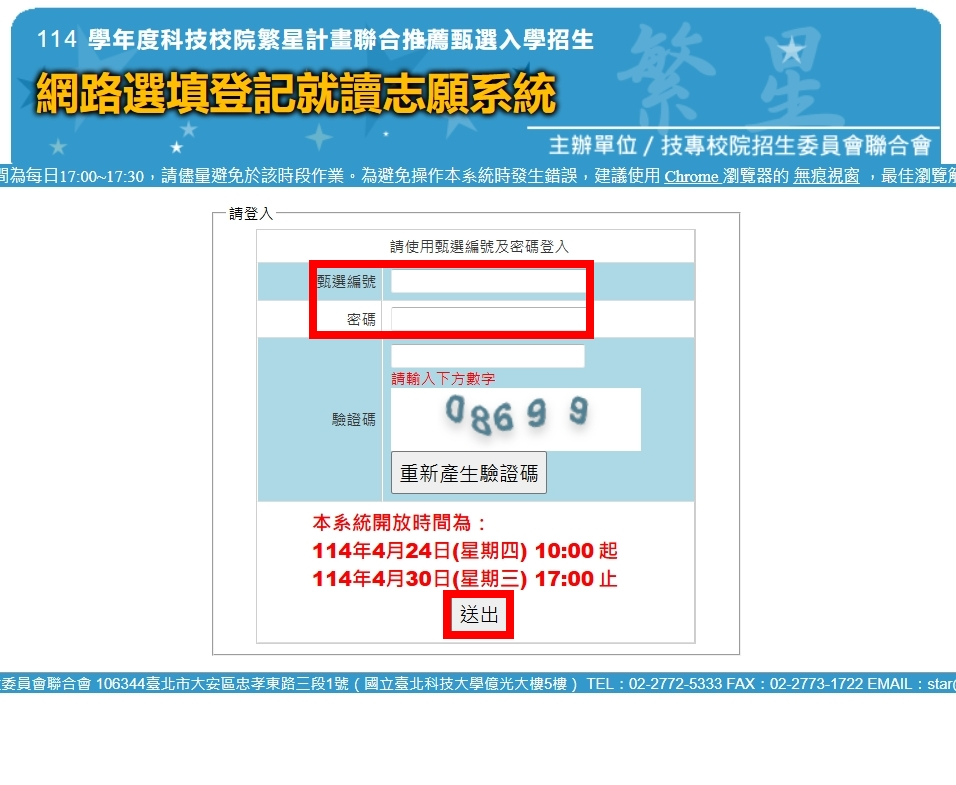 114 學年度科技校院繁星計畫聯合推薦甄選入學招生
繁星
網路選填登記就讀志願系統
主辦單位 / 技專校院招生委員會聯合會
間為每日17:00~17:30，請儘量避免於該時段作業。為避免操作本系統時發生錯誤，建議使用 Chrome 瀏覽器的 無痕視窗 ，最佳瀏覽解
請登入
請使用甄選編號及密碼登入
甄選編號
密碼
請輸入下方數字
驗證碼
08699
重新產生驗證碼
本系統開放時間為：
114年4月24日(星期四) 10:00 起
114年4月30日(星期三) 17:00 止
送出
委員會聯合會 106344臺北市大安區忠孝東路三段1號（國立臺北科技大學億光大樓5樓） TEL：02-2772-5333 FAX：02-2773-1722 EMAIL：star